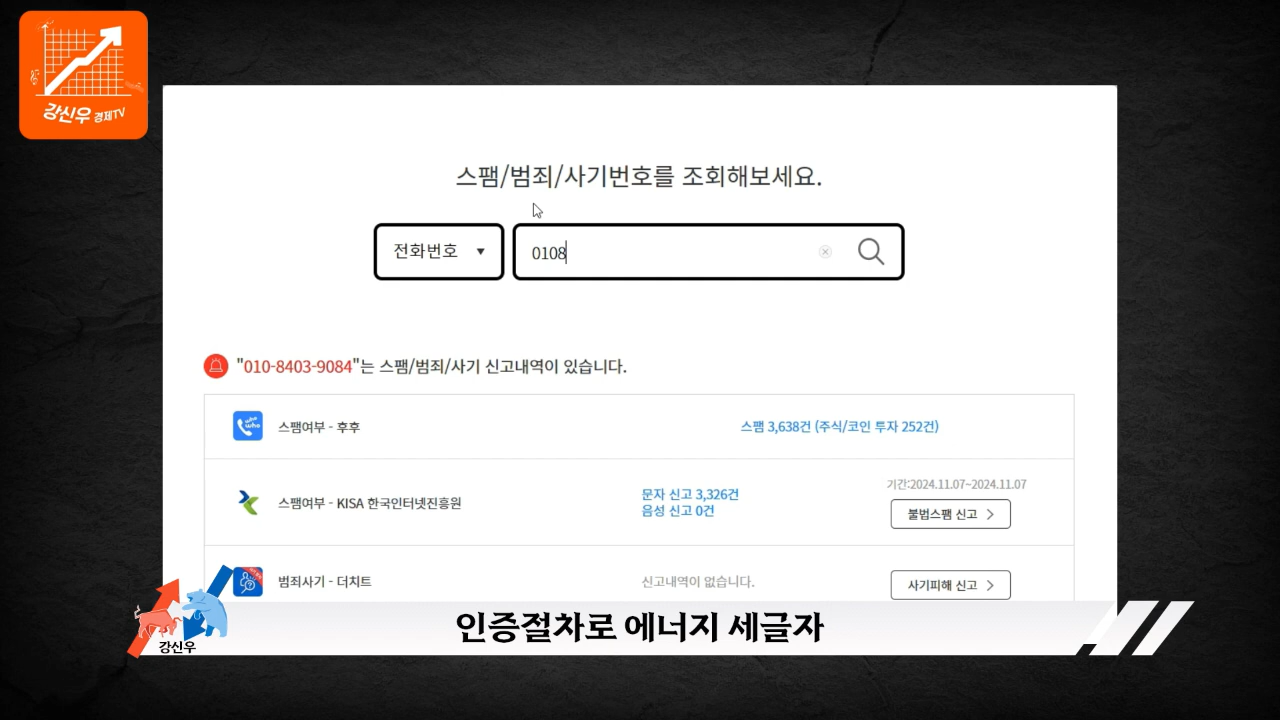 강신우 경제TV
스팸/범죄/사기번호를 조회해보세요.
전화번호 ▼
0108
"010-8403-9084"는 스팸/범죄/사기 신고내역이 있습니다.
who who
스팸여부 - 후후
스팸 3,638건 (주식/코인 투자 252건)
스팸여부 - KISA 한국인터넷진흥원
문자 신고 3,326건
음성 신고 0건
기간:2024.11.07~2024.11.07
불법스팸 신고
범죄사기 - 더치트
신고내역이 없습니다.
사기피해 신고
강신우
인증절차로 에너지 세글자